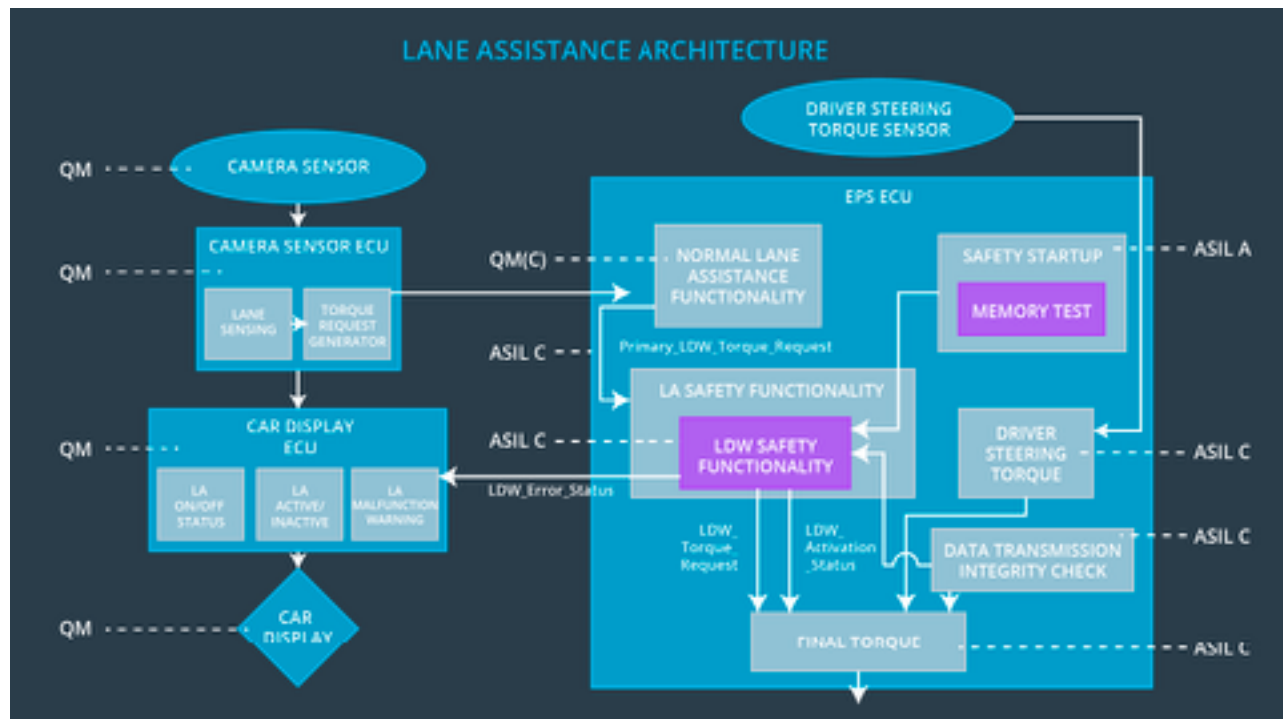 LANE ASSISTANCE ARCHITECTURE
DRIVER STEERING
TORQUE SENSOR
QM
CAMERA SENSOR
EPS ECU
CAMERA SENSOR ECU
QM
LANE
SENSING
TORQUE
REQUEST
GENERATOR
QM(C)
NORMAL LANE
ASSISTANCE
FUNCTIONALITY
SAFETY STARTUP
MEMORY TEST
ASIL A
ASIL C
Primary_LDW_Torque_Request
LA SAFETY FUNCTIONALITY
ASIL C
LDW SAFETY
FUNCTIONALITY
DRIVER
STEERING
TORQUE
ASIL C
QM
CAR DISPLAY
ECU
LA
ON/OFF
STATUS
LA
ACTIVE/
INACTIVE
LA
MALFUNCTION
WARNING
LDW_Error_Status
LDW_
Torque_
Request
LDW_
Activation
_Status
DATA TRANSMISSION
INTEGRITY CHECK
ASIL C
QM
CAR
DISPLAY
FINAL TORQUE
ASIL C